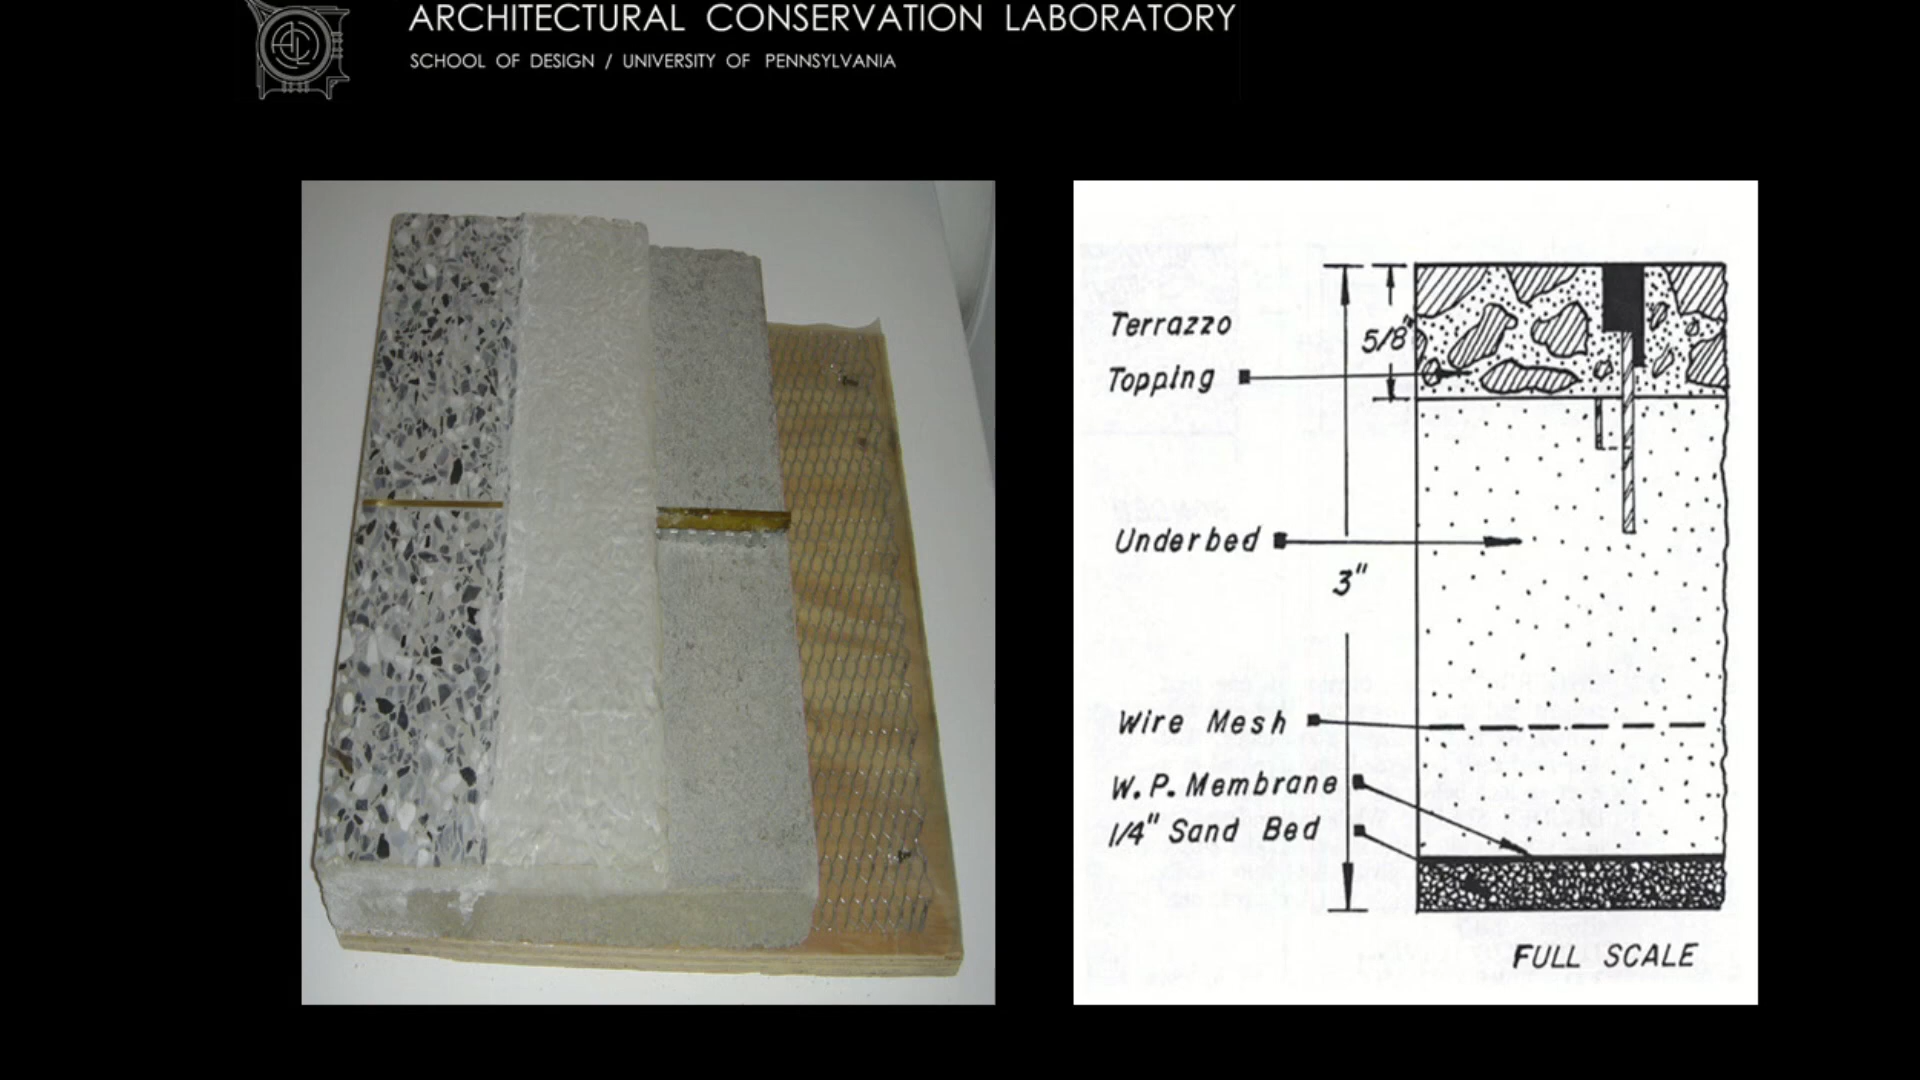 ARCHITECTURAL CONSERVATION LABORATORY
SCHOOL OF DESIGN / UNIVERSITY OF PENNSYLVANIA
Terrazzo
Topping
5/8"
Underbed
3"
Wire Mesh
W.P. Membrane
1/4" Sand Bed
FULL SCALE